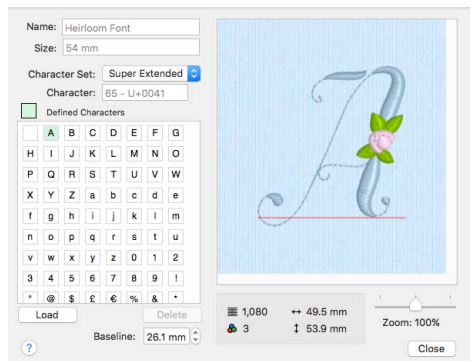 Name: Heirloom Font
Size: 54 mm
Character Set: Super Extended
Character: 65 - U+0041
Defined Characters
A B C D E F G
H I J K L M N O
P Q R S T U V W
X Y Z a b c d e
f g h i j k l m
n o p q r s t u
v w x y z 0 1 2
3 4 5 6 7 8 9 !
@ $ £ € % &
Load Delete
Baseline: 26.1 mm
?
A
1,080 ↔ 49.5 mm
3 ↕ 53.9 mm
Zoom: 100%
Close